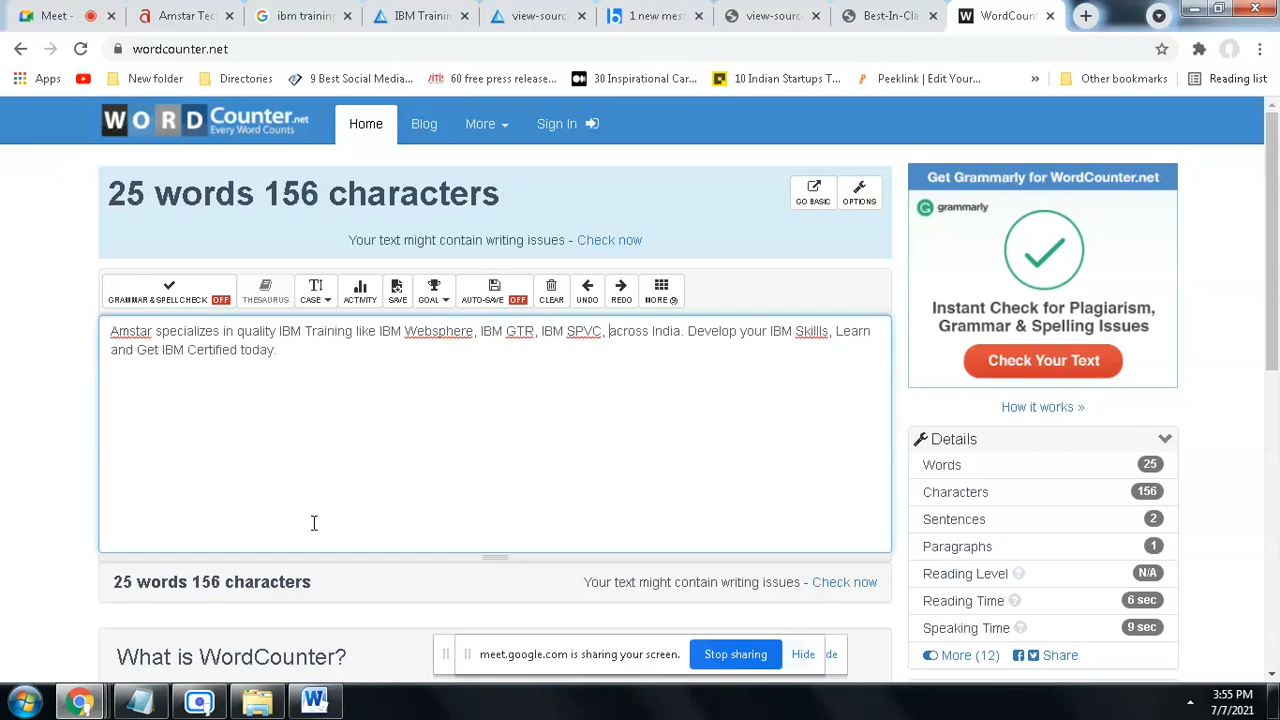 Meet -
Amstar Tec
ibm training
IBM Trainin
view-sourc
1 new mes
view-sourc
Best-In-Cla
WordCount
wordcounter.net
Apps
New folder
Directories
9 Best Social Media...
60 free press release...
30 Inspirational Car...
10 Indian Startups T...
Peeklink | Edit Your...
»
Other bookmarks
Reading list
WORD Counter.net
Every Word Counts
Home
Blog
More
Sign In
25 words 156 characters
GO BASIC
OPTIONS
Your text might contain writing issues - Check now
GRAMMAR & SPELL CHECK OFF
THESAURUS
CASE
ACTIVITY
SAVE
GOAL
AUTO-SAVE OFF
CLEAR
UNDO
REDO
MORE
Amstar specializes in quality IBM Training like IBM Websphere, IBM GTR, IBM SPVC, across India. Develop your IBM Skillls, Learn
and Get IBM Certified today.
25 words 156 characters
Your text might contain writing issues - Check now
What is WordCounter?
Get Grammarly for WordCounter.net
grammarly
Instant Check for Plagiarism,
Grammar & Spelling Issues
Check Your Text
How it works »
Details
Words 25
Characters 156
Sentences 2
Paragraphs 1
Reading Level N/A
Reading Time 6 sec
Speaking Time 9 sec
More (12) Share
meet.google.com is sharing your screen.
Stop sharing
Hide
de
3:55 PM
7/7/2021